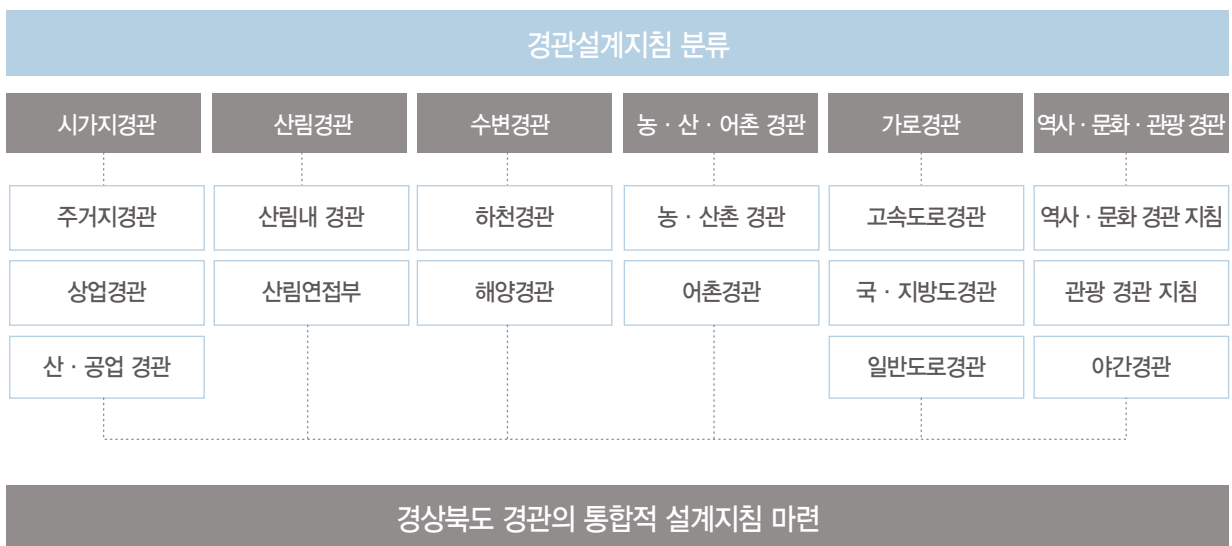 경관설계지침 분류
시가지경관
산림경관
수변경관
농 · 산 · 어촌 경관
가로경관
역사 · 문화 · 관광 경관
주거지경관
산림내 경관
하천경관
농 · 산촌 경관
고속도로경관
역사 · 문화 경관 지침
상업경관
산림연접부
해양경관
어촌경관
국 · 지방도경관
관광 경관 지침
산 · 공업 경관
일반도로경관
야간경관
경상북도 경관의 통합적 설계지침 마련